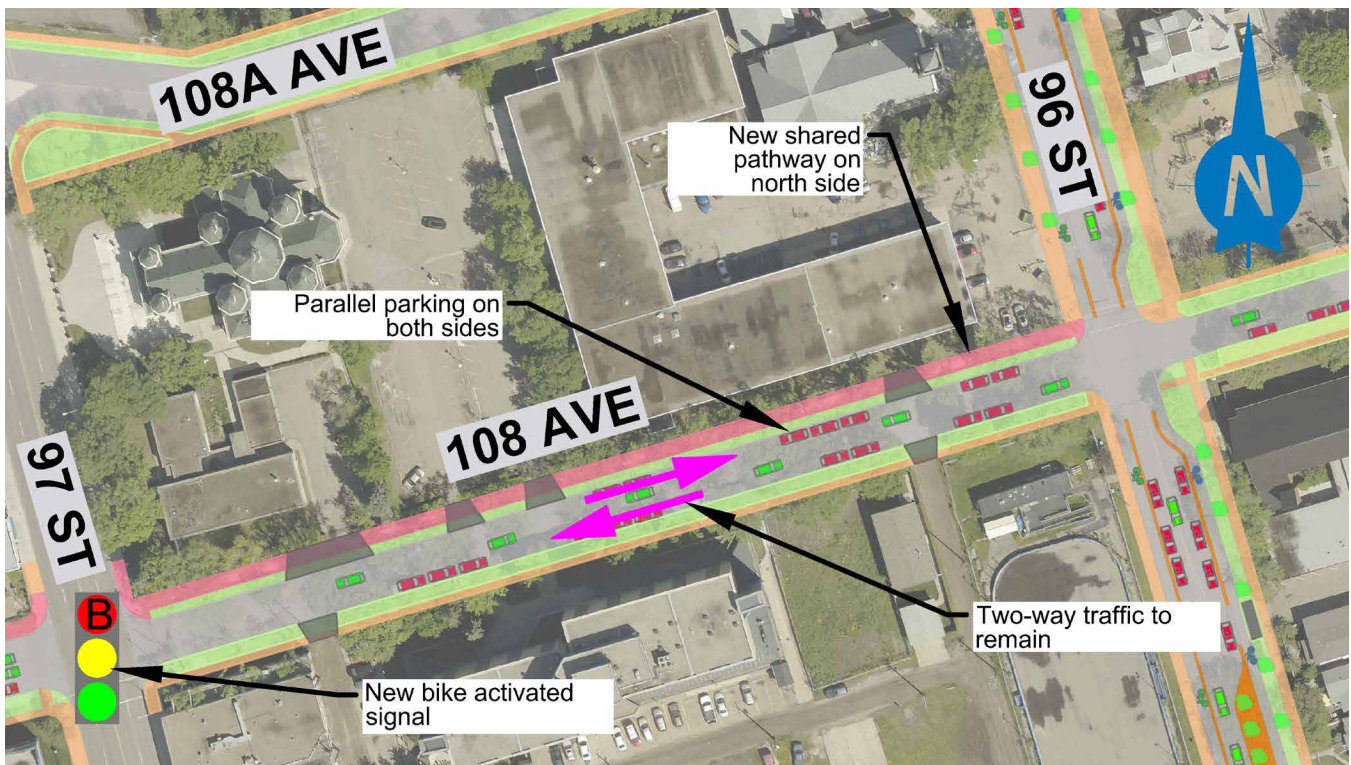 108A AVE
96 ST
New shared
pathway on
north side
N
Parallel parking on
both sides
108 AVE
97 ST
B
Two-way traffic to
remain
New bike activated
signal